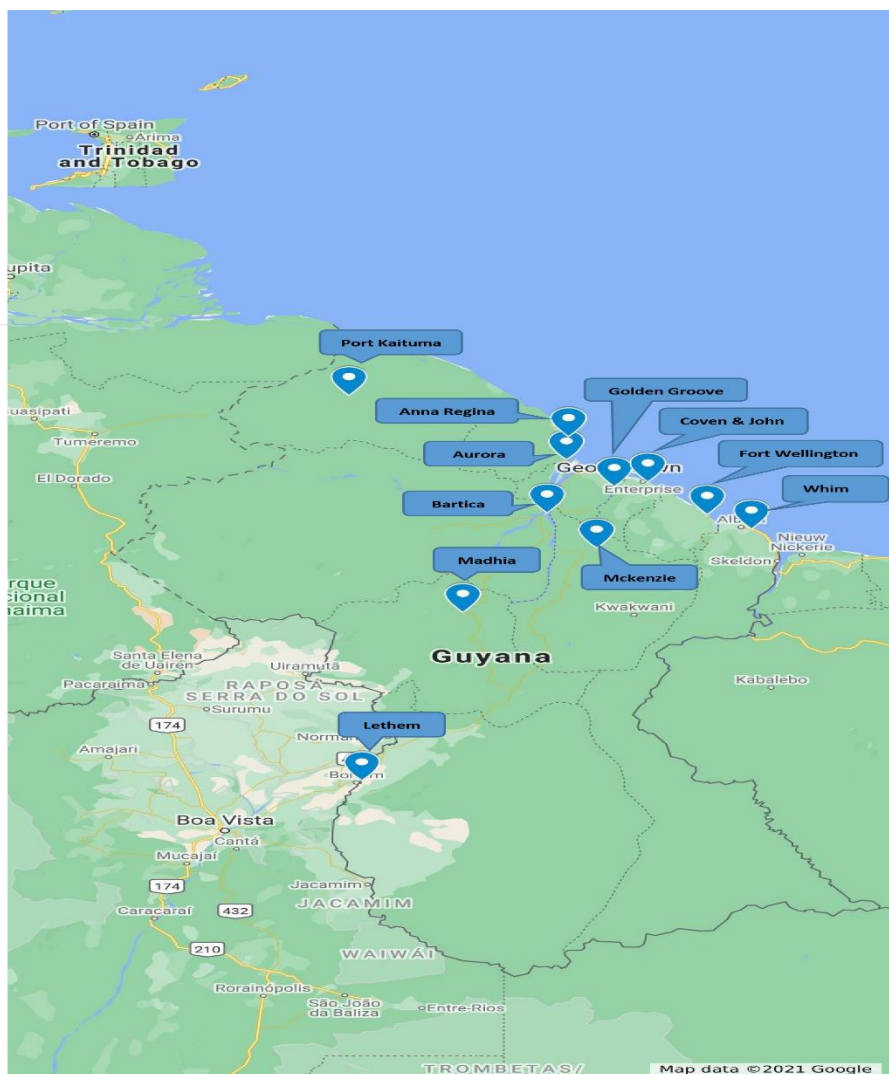 Port of Spain
Arima
Trinidad
and Tobago
upita
Port Kaituma
Golden Groove
Anna Regina
Coven & John
Guasipati
Tumeremo
Aurora
Fort Wellington
El Dorado
Enterprise
Bartica
Whim
Nieuw
Nickerie
Madhia
Skeldon
Mckenzie
arque
cional
naima
Kwakwani
Guyana
Santa Elena
de Uairén
Uiramutã
Pacaraima
RAPOSA
SERRA DO SOL
Kabalebo
Surumu
174
Lethem
Norman
Amajari
Boa Vista
Cantá
Mucajaí
174
Jacamim
432
JACAMIM
Caracaraí
210
WAIWÁI
Rorainópolis
São João
da Baliza
Entre-Rios
TROMBETAS/
Map data ©2021 Google